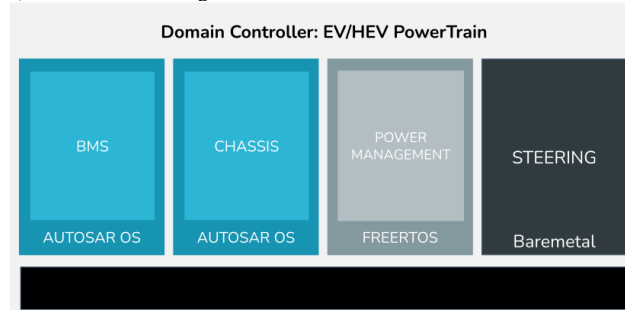 Domain Controller: EV/HEV PowerTrain
BMS
CHASSIS
POWER
MANAGEMENT
STEERING
AUTOSAR OS
AUTOSAR OS
FREERTOS
Baremetal